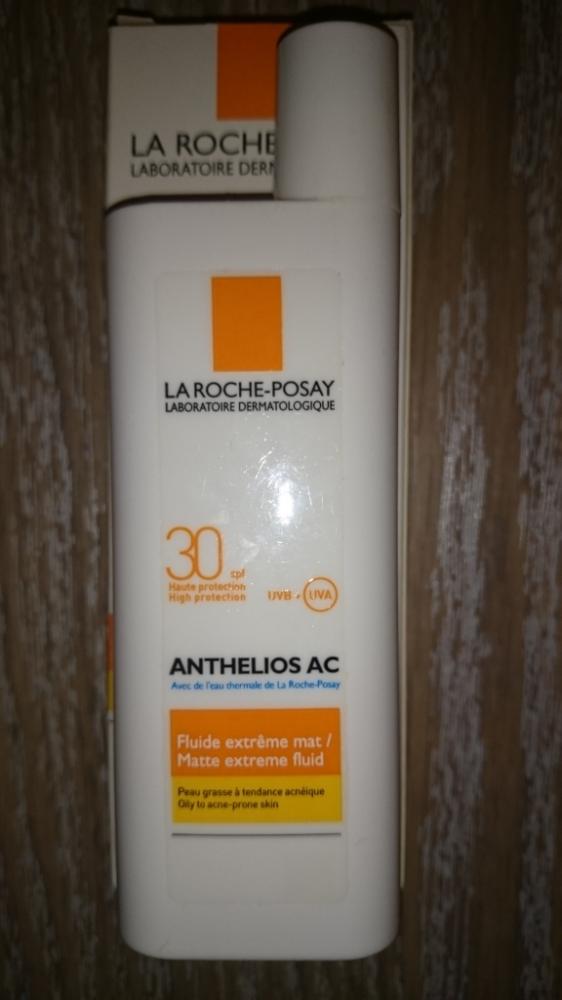 LA ROCHE
LABORATOIRE DERM
LA ROCHE-POSAY
LABORATOIRE DERMATOLOGIQUE
30 spf
Haute protection
High protection
UVB + UVA
ANTHELIOS AC
Avec de l'eau thermale de La Roche-Posay
Fluide extrême mat /
Matte extreme fluid
Peau grasse à tendance acnéique
Oily to acne-prone skin